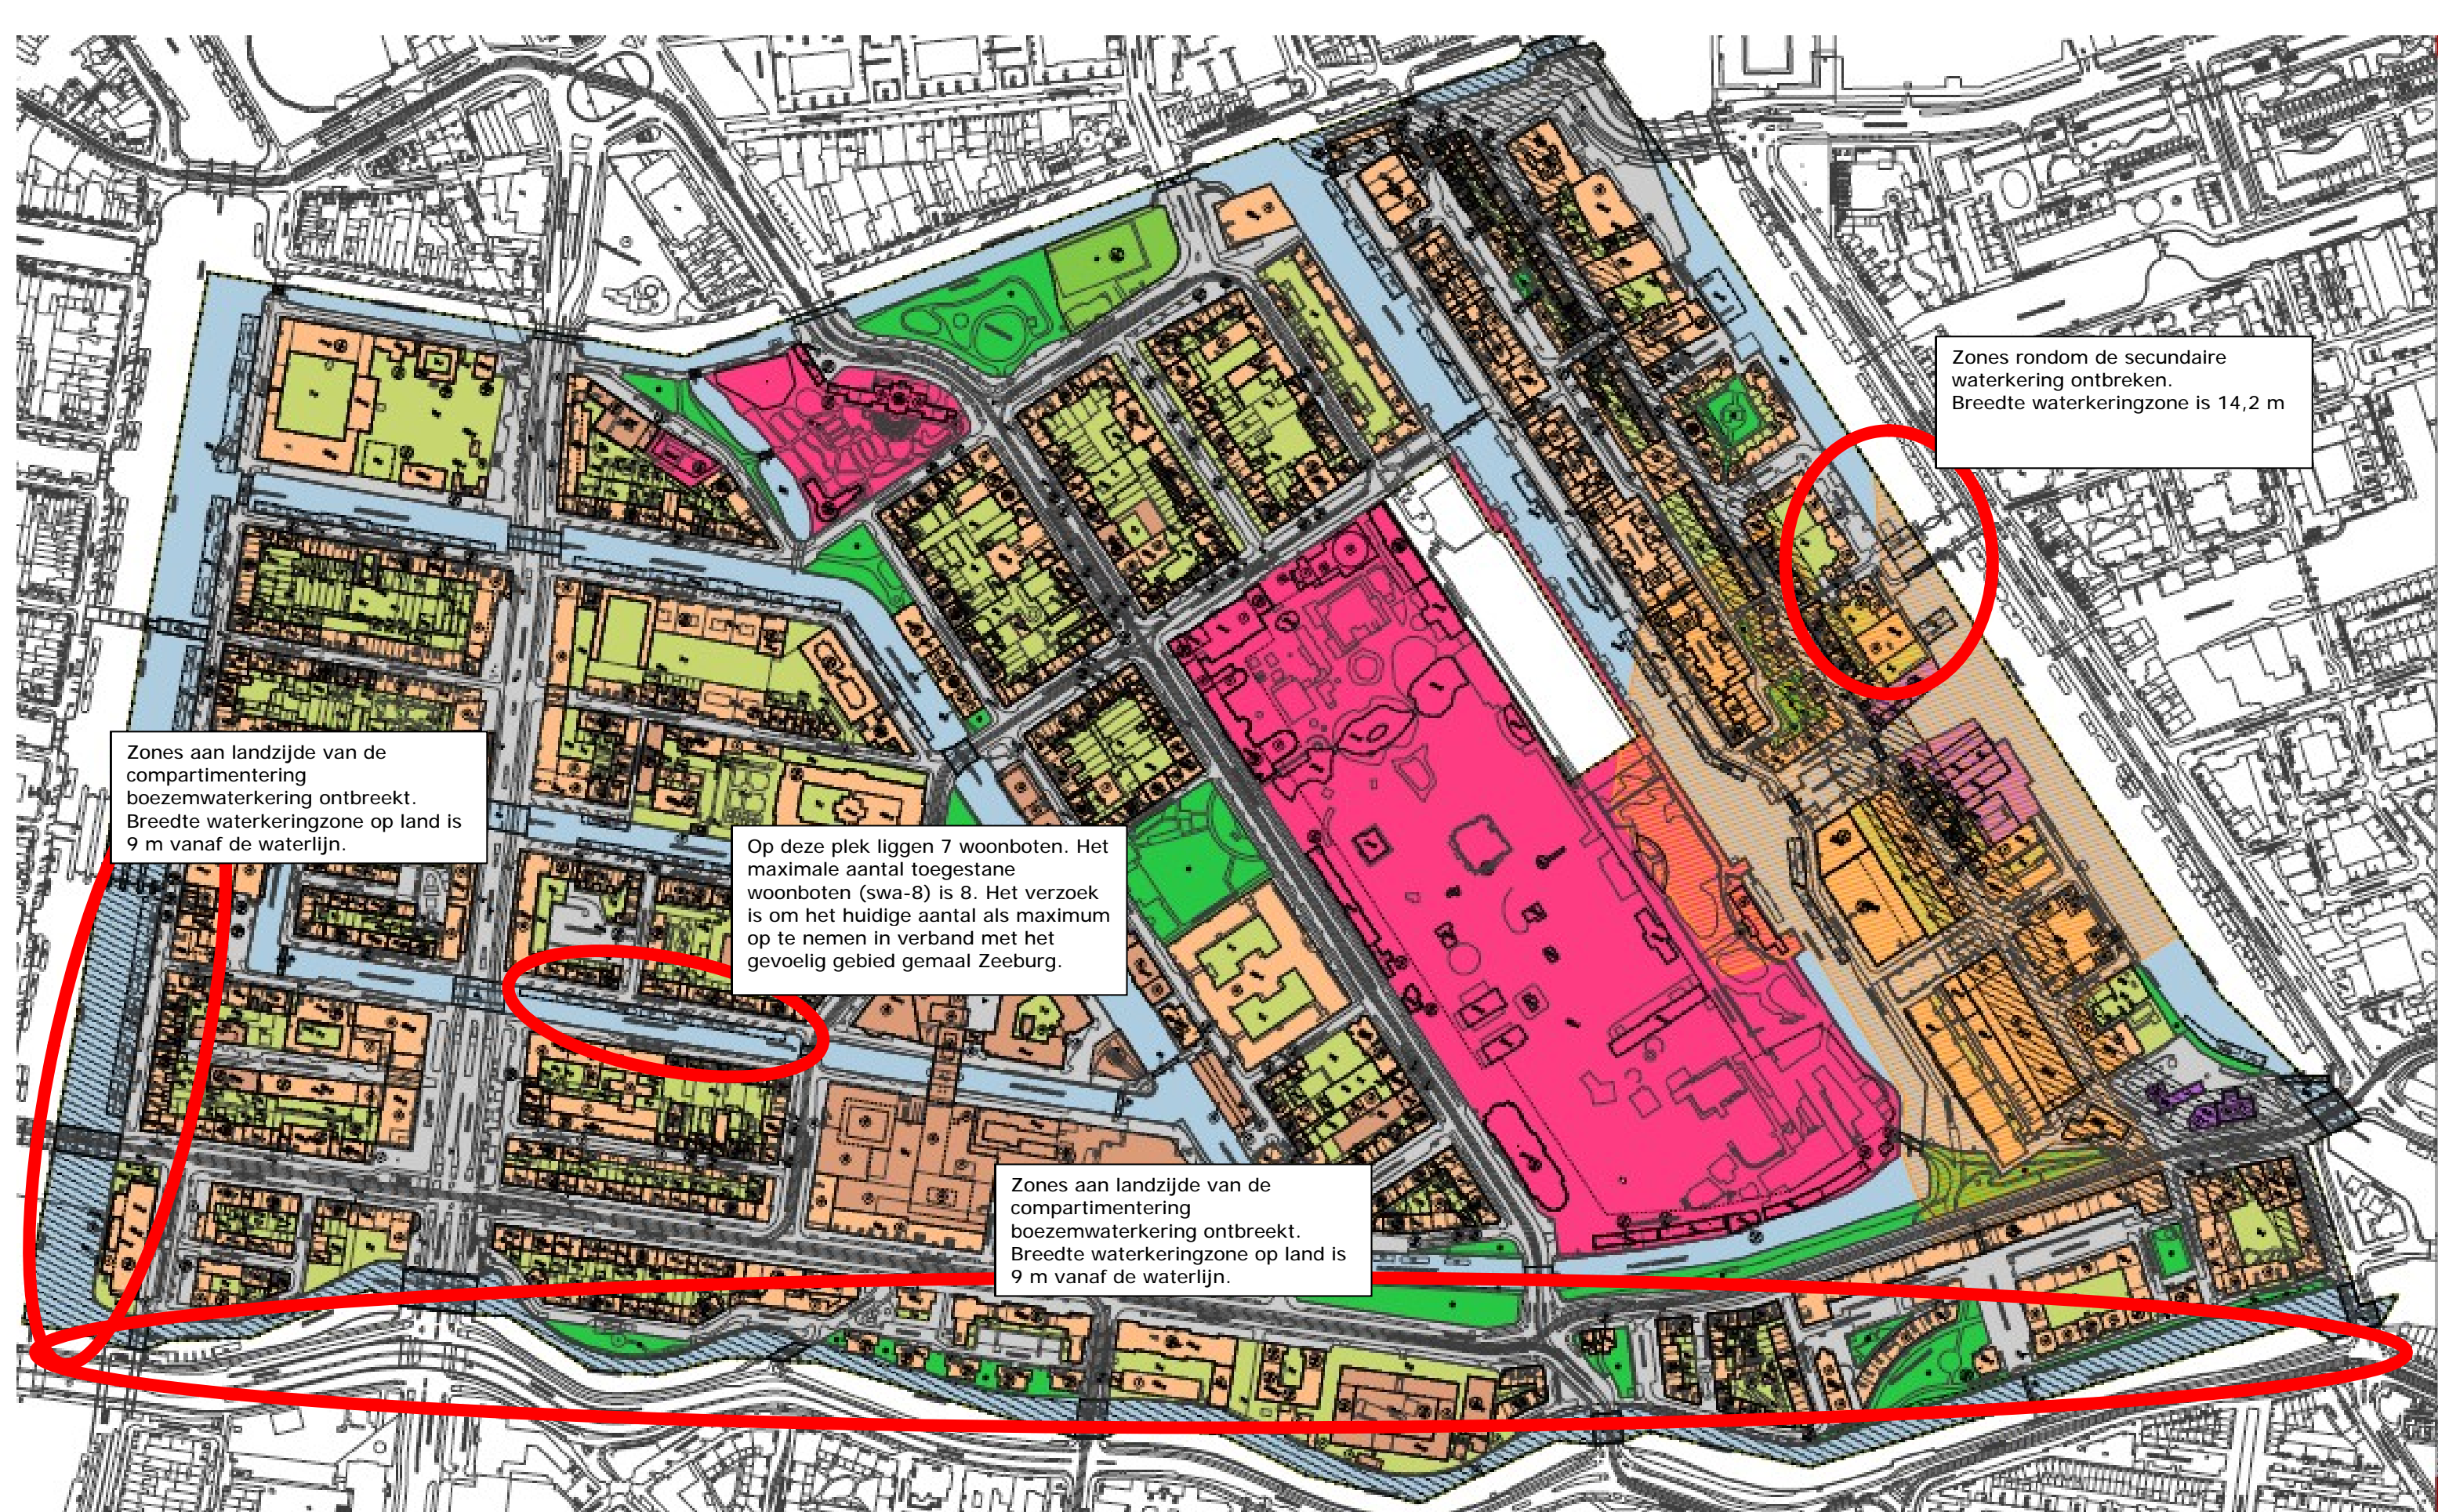 Zones rondom de secundaire
waterkering ontbreken.
Breedte waterkeringzone is 14,2 m
Zones aan landzijde van de
compartimentering
boezemwaterkering ontbreekt.
Breedte waterkeringzone op land is
9 m vanaf de waterlijn.
Op deze plek liggen 7 woonboten. Het
maximale aantal toegestane
woonboten (swa-8) is 8. Het verzoek
is om het huidige aantal als maximum
op te nemen in verband met het
gevoelig gebied gemaal Zeeburg.
Zones aan landzijde van de
compartimentering
boezemwaterkering ontbreekt.
Breedte waterkeringzone op land is
9 m vanaf de waterlijn.